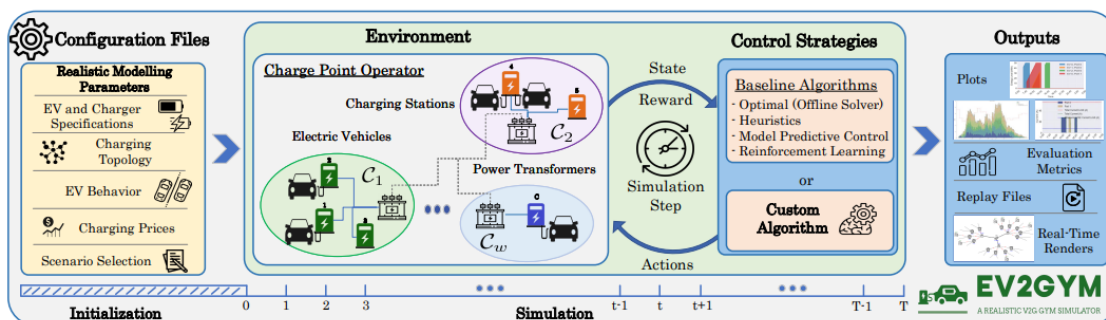 Configuration Files
Realistic Modelling
Parameters
EV and Charger
Specifications
Charging
Topology
EV Behavior
Charging Prices
Scenario Selection
Environment
Charge Point Operator
Charging Stations
Electric Vehicles
Power Transformers
C1
C2
Cw
State
Reward
Simulation
Step
Actions
Control Strategies
Baseline Algorithms
- Optimal (Offline Solver)
- Heuristics
- Model Predictive Control
- Reinforcement Learning
or
Custom
Algorithm
Outputs
Plots
Evaluation
Metrics
Replay Files
Real-Time
Renders
Initialization
0 1 2 3 t-1 t t+1 T-1 T
Simulation
EV2GYM
A REALISTIC V2G GYM SIMULATOR